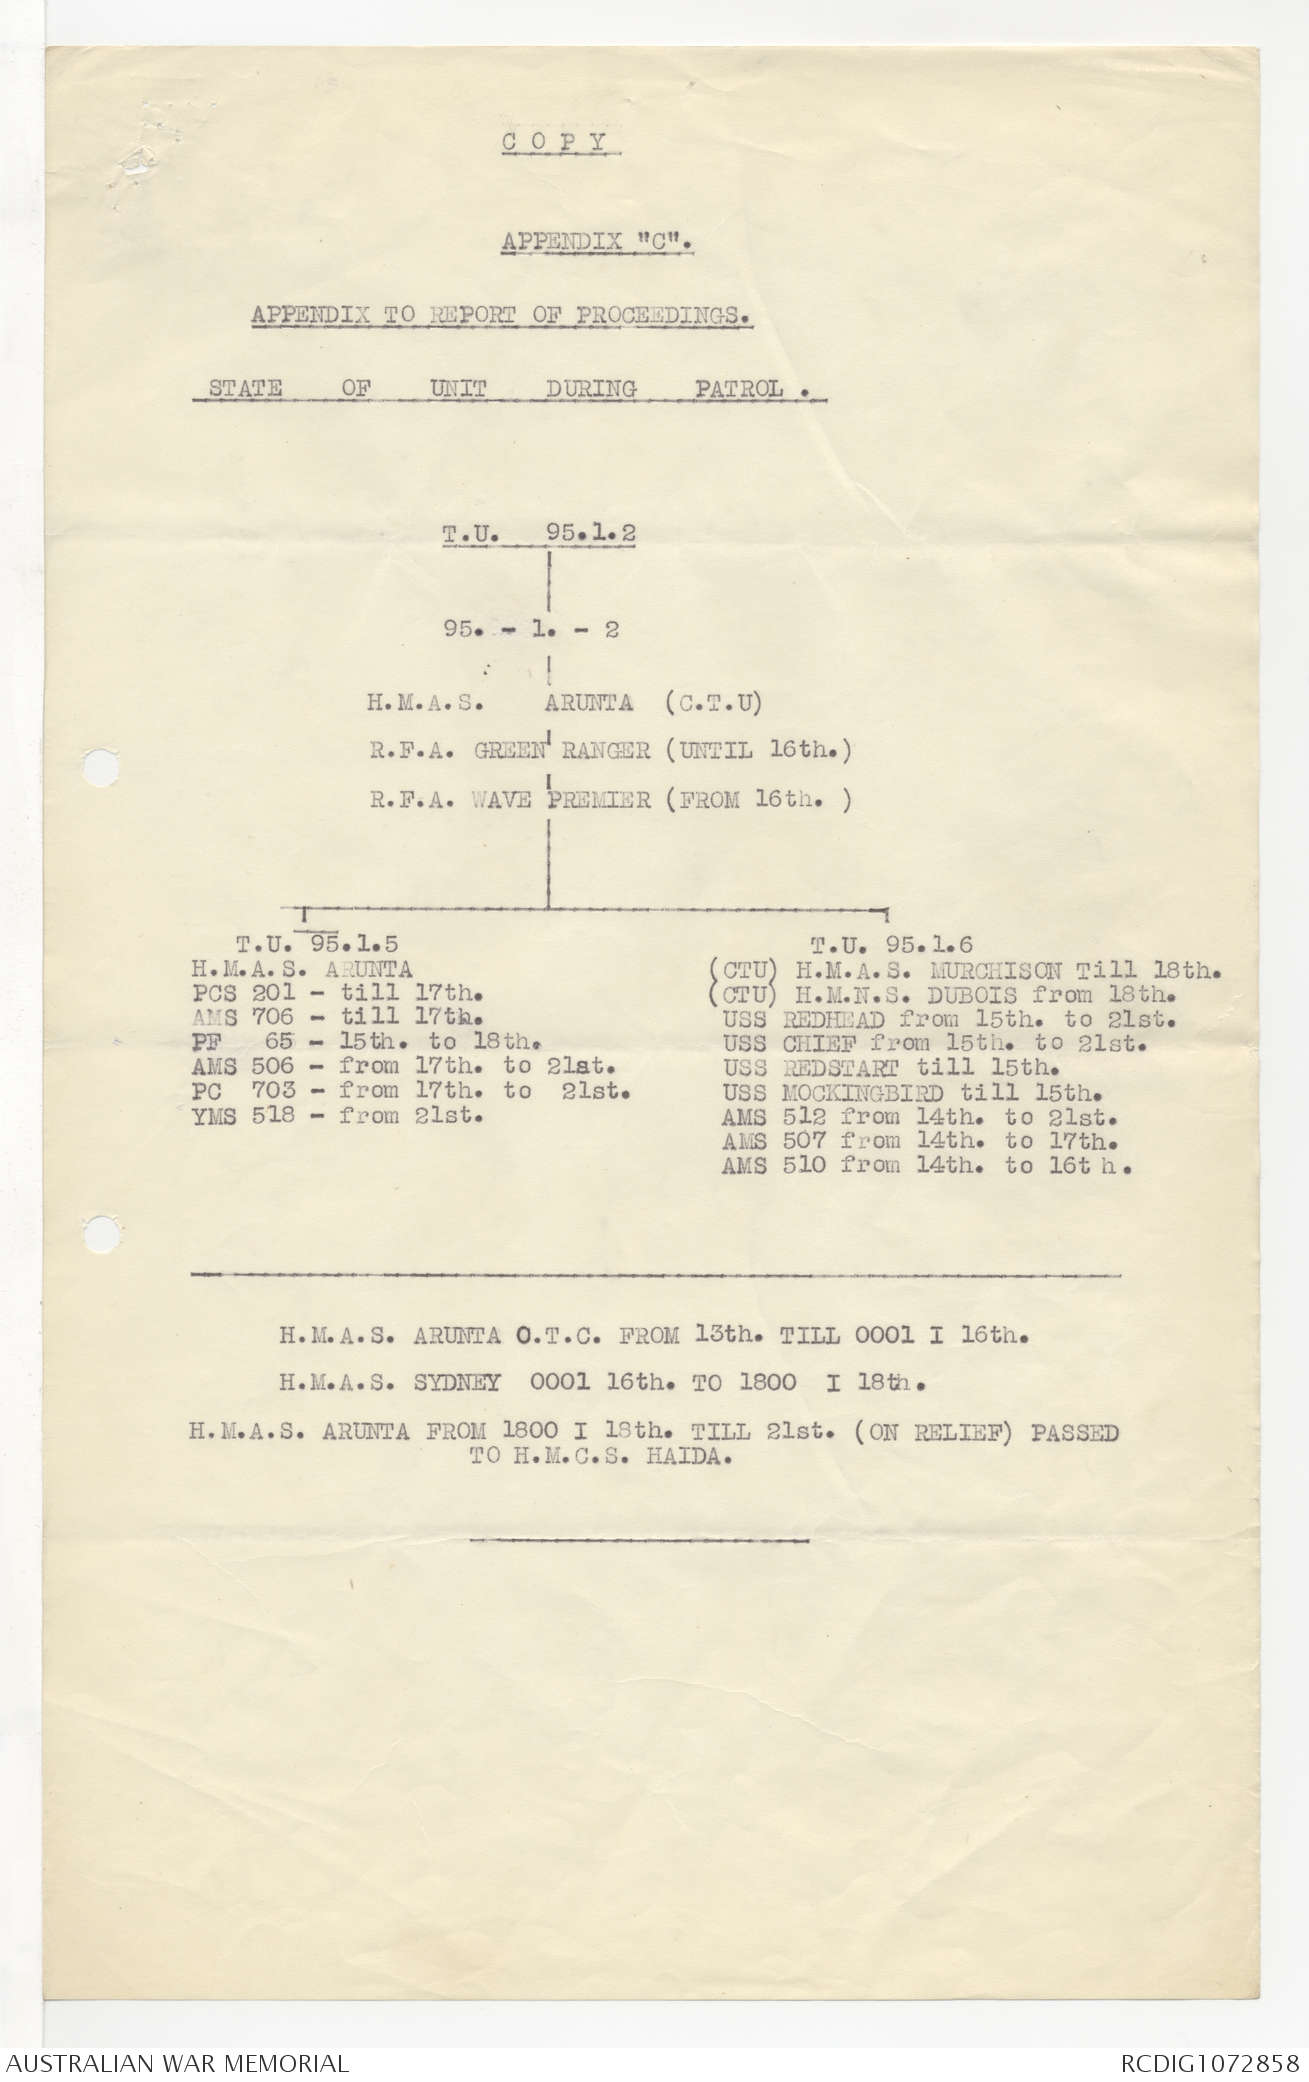 COPY
APPENDIX "C".
APPENDIX TO REPORT OF PROCEEDINGS.
STATE OF UNIT DURING PATROL .
T.U. 95.1.2
95. - 1. - 2
H.M.A.S. ARUNTA (C.T.U)
R.F.A. GREEN RANGER (UNTIL 16th.)
R.F.A. WAVE PREMIER (FROM 16th. )
T.U. 95.1.5
H.M.A.S. ARUNTA
PCS 201 - till 17th.
AMS 706 - till 17th.
PF 65 - 15th. to 18th.
AMS 506 - from 17th. to 21st.
PC 703 - from 17th. to 21st.
YMS 518 - from 21st.
T.U. 95.1.6
(CTU) H.M.A.S. MURCHISON Till 18th.
(CTU) H.M.N.S. DUBOIS from 18th.
USS REDHEAD from 15th. to 21st.
USS CHIEF from 15th. to 21st.
USS REDSTART till 15th.
USS MOCKINGBIRD till 15th.
AMS 512 from 14th. to 21st.
AMS 507 from 14th. to 17th.
AMS 510 from 14th. to 16th.
H.M.A.S. ARUNTA O.T.C. FROM 13th. TILL 0001 I 16th.
H.M.A.S. SYDNEY 0001 16th. TO 1800 I 18th.
H.M.A.S. ARUNTA FROM 1800 I 18th. TILL 21st. (ON RELIEF) PASSED
TO H.M.C.S. HAIDA.
AUSTRALIAN WAR MEMORIAL
RCDIG1072858